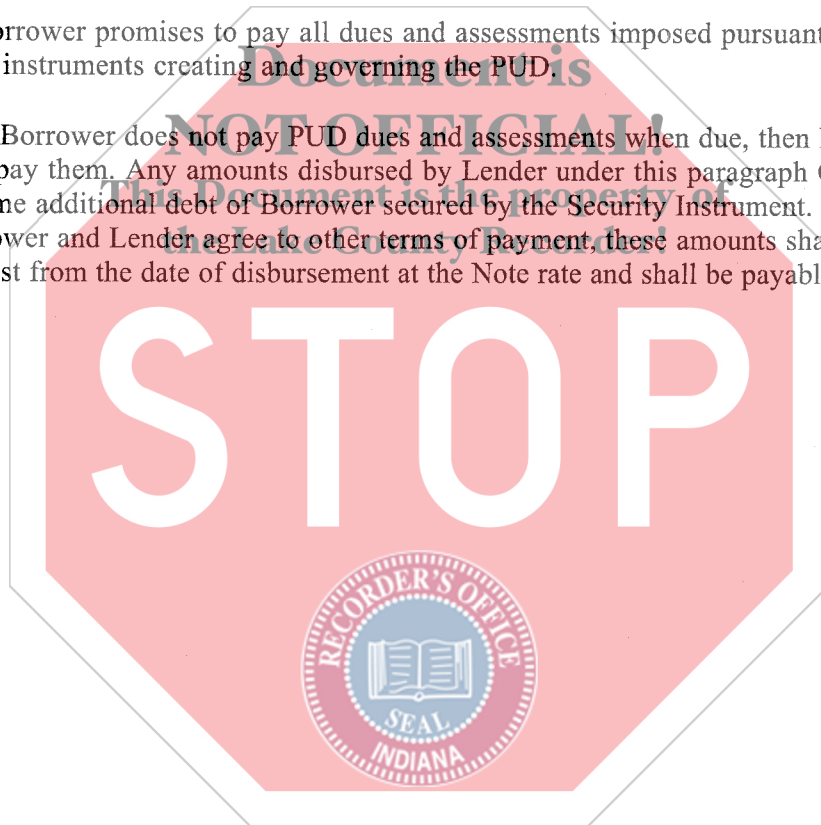 orrower promises to pay all dues and assessments imposed pursuant
Document is
instruments creating and governing the PUD.
NOT OFFICIAL!
Borrower does not pay PUD dues and assessments when due, then
pay them. Any amounts disbursed by Lender under this paragraph
This Document is the property of
me additional debt of Borrower secured by the Security Instrument.
the Lake County Recorder!
ower and Lender agree to other terms of payment, these amounts sha
st from the date of disbursement at the Note rate and shall be payabl
STOP
RECORDER'S OFFICE
SEAL
INDIANA